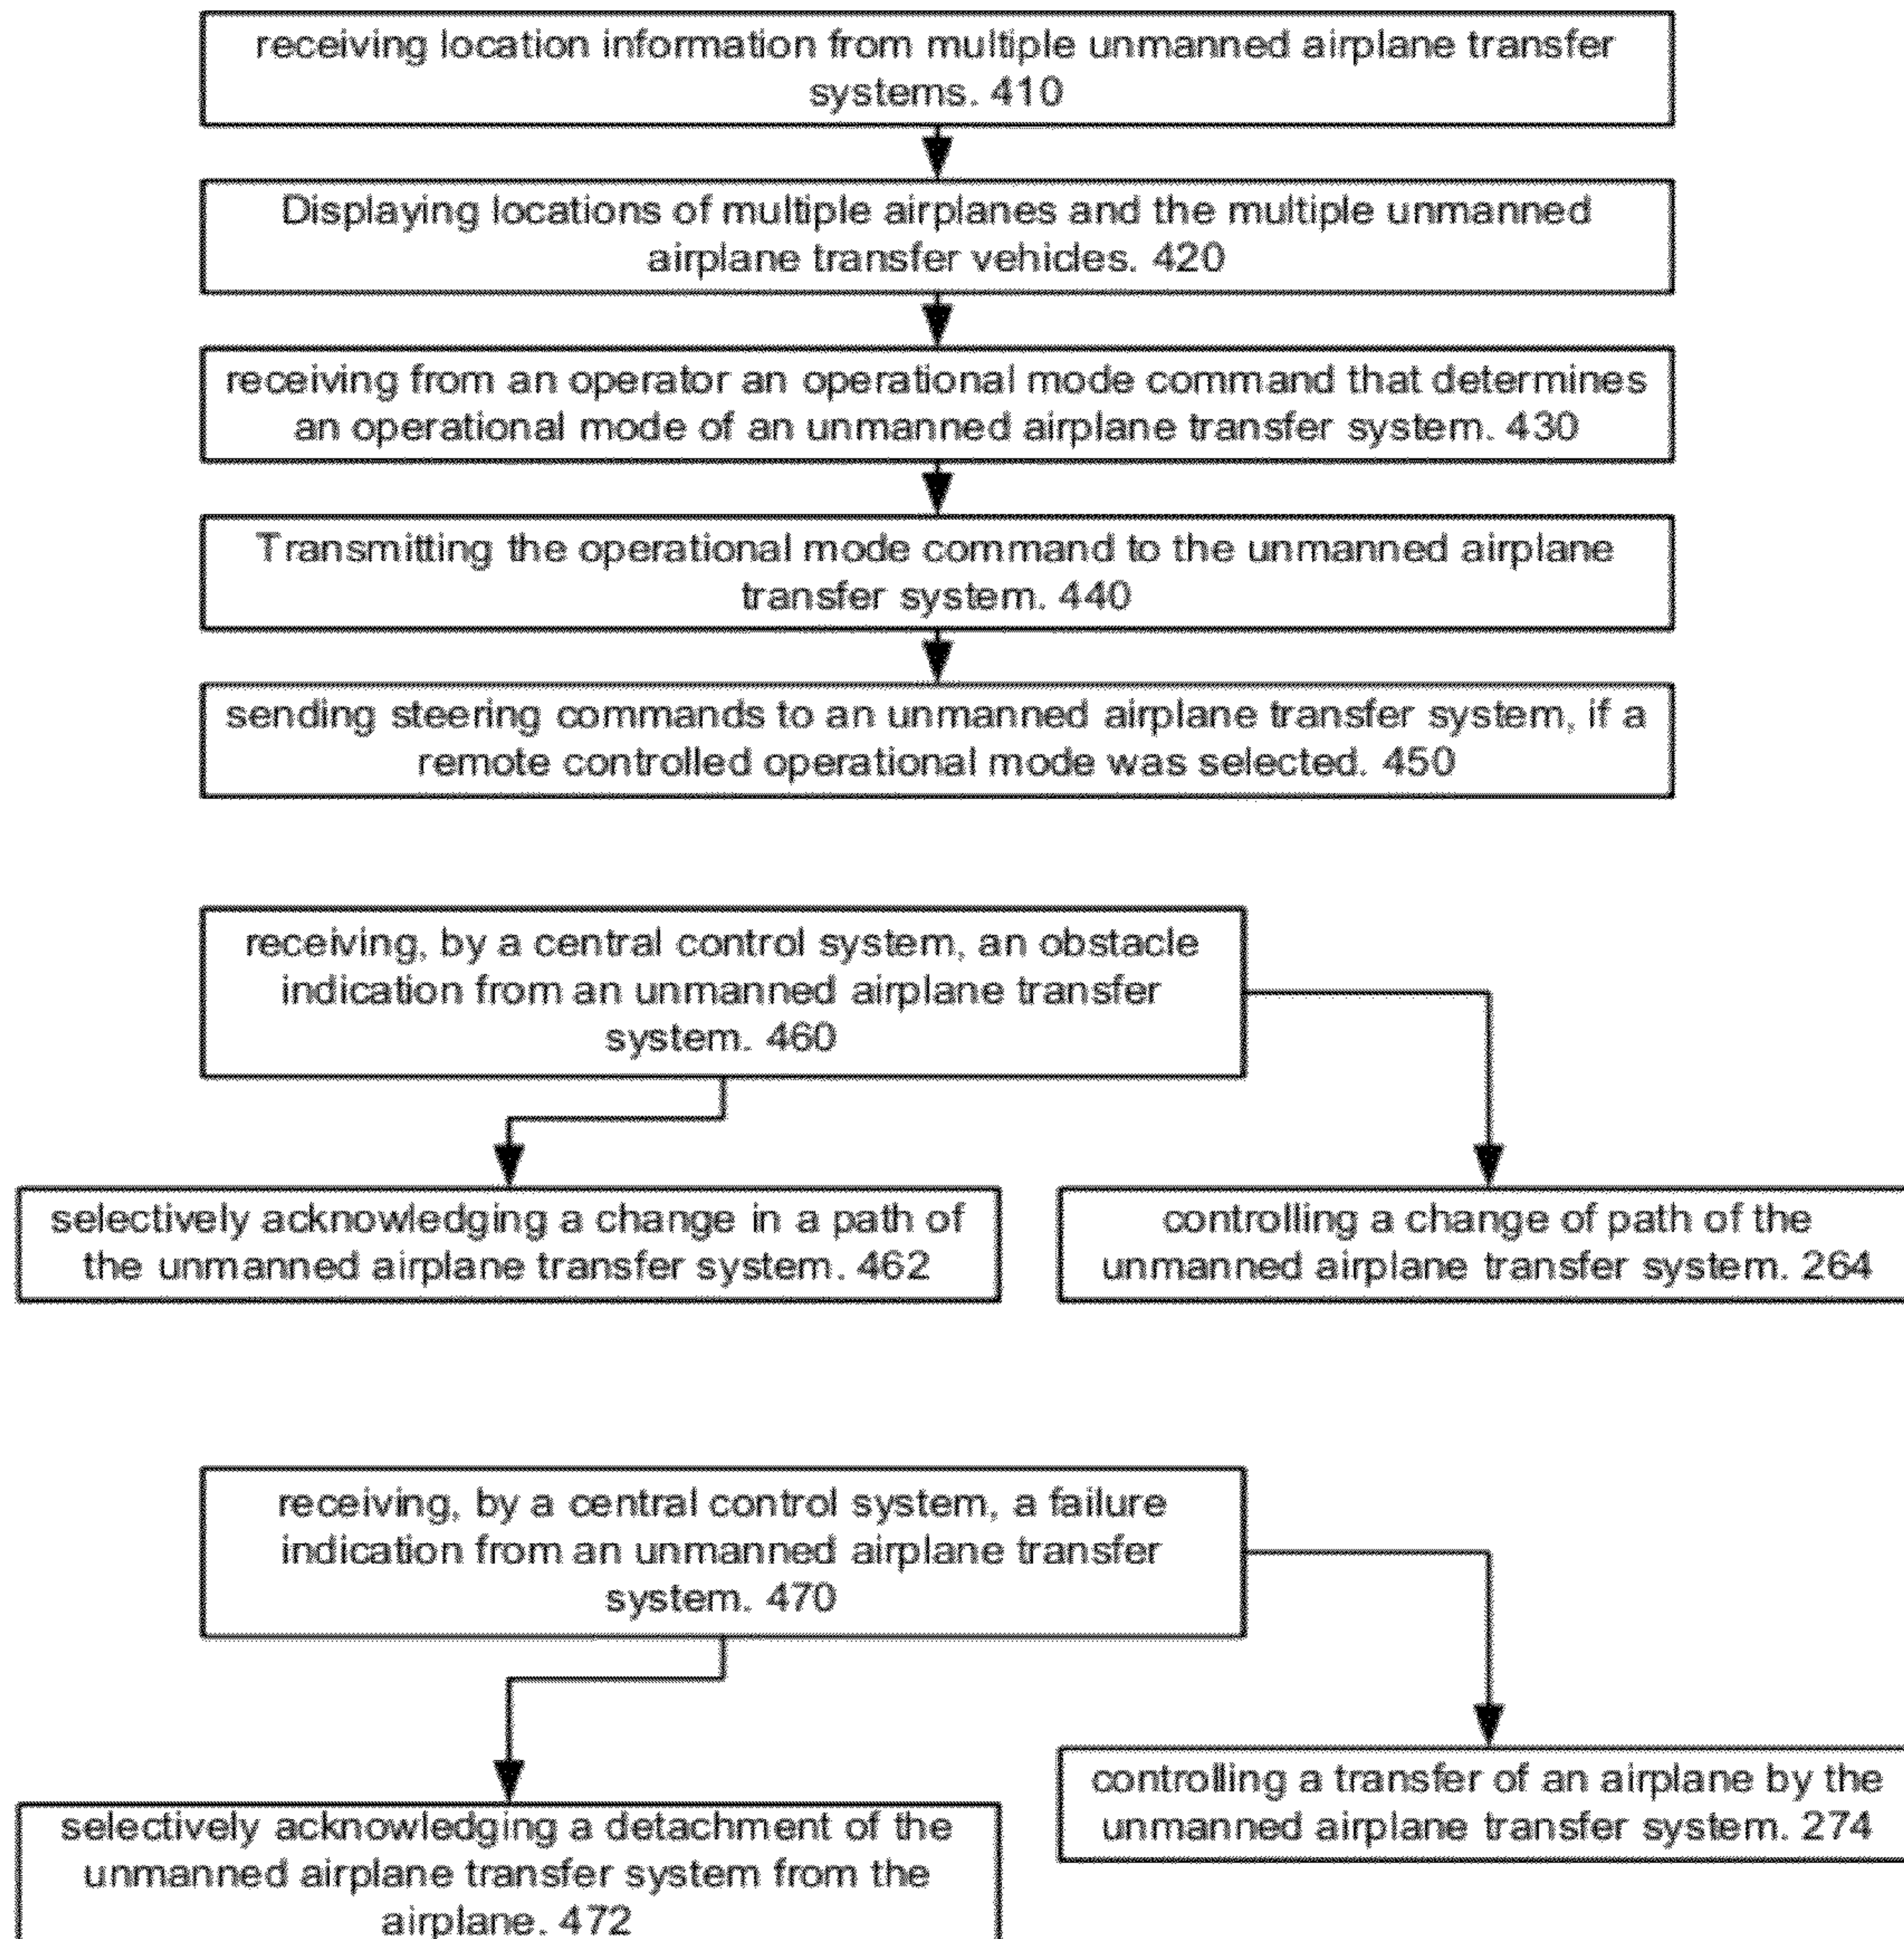 receiving location information from multiple unmanned airplane transfer
systems. 410
Displaying locations of multiple airplanes and the multiple unmanned
airplane transfer vehicles. 420
receiving from an operator an operational mode command that determines
an operational mode of an unmanned airplane transfer system. 430
Transmitting the operational mode command to the unmanned airplane
transfer system. 440
sending steering commands to an unmanned airplane transfer system, if a
remote controlled operational mode was selected. 450
receiving, by a central control system, an obstacle
indication from an unmanned airplane transfer
system. 460
selectively acknowledging a change in a path of
the unmanned airplane transfer system. 462
controlling a change of path of the
unmanned airplane transfer system. 264
receiving, by a central control system, a failure
indication from an unmanned airplane transfer
system. 470
selectively acknowledging a detachment of the
unmanned airplane transfer system from the
airplane. 472
controlling a transfer of an airplane by the
unmanned airplane transfer system. 274